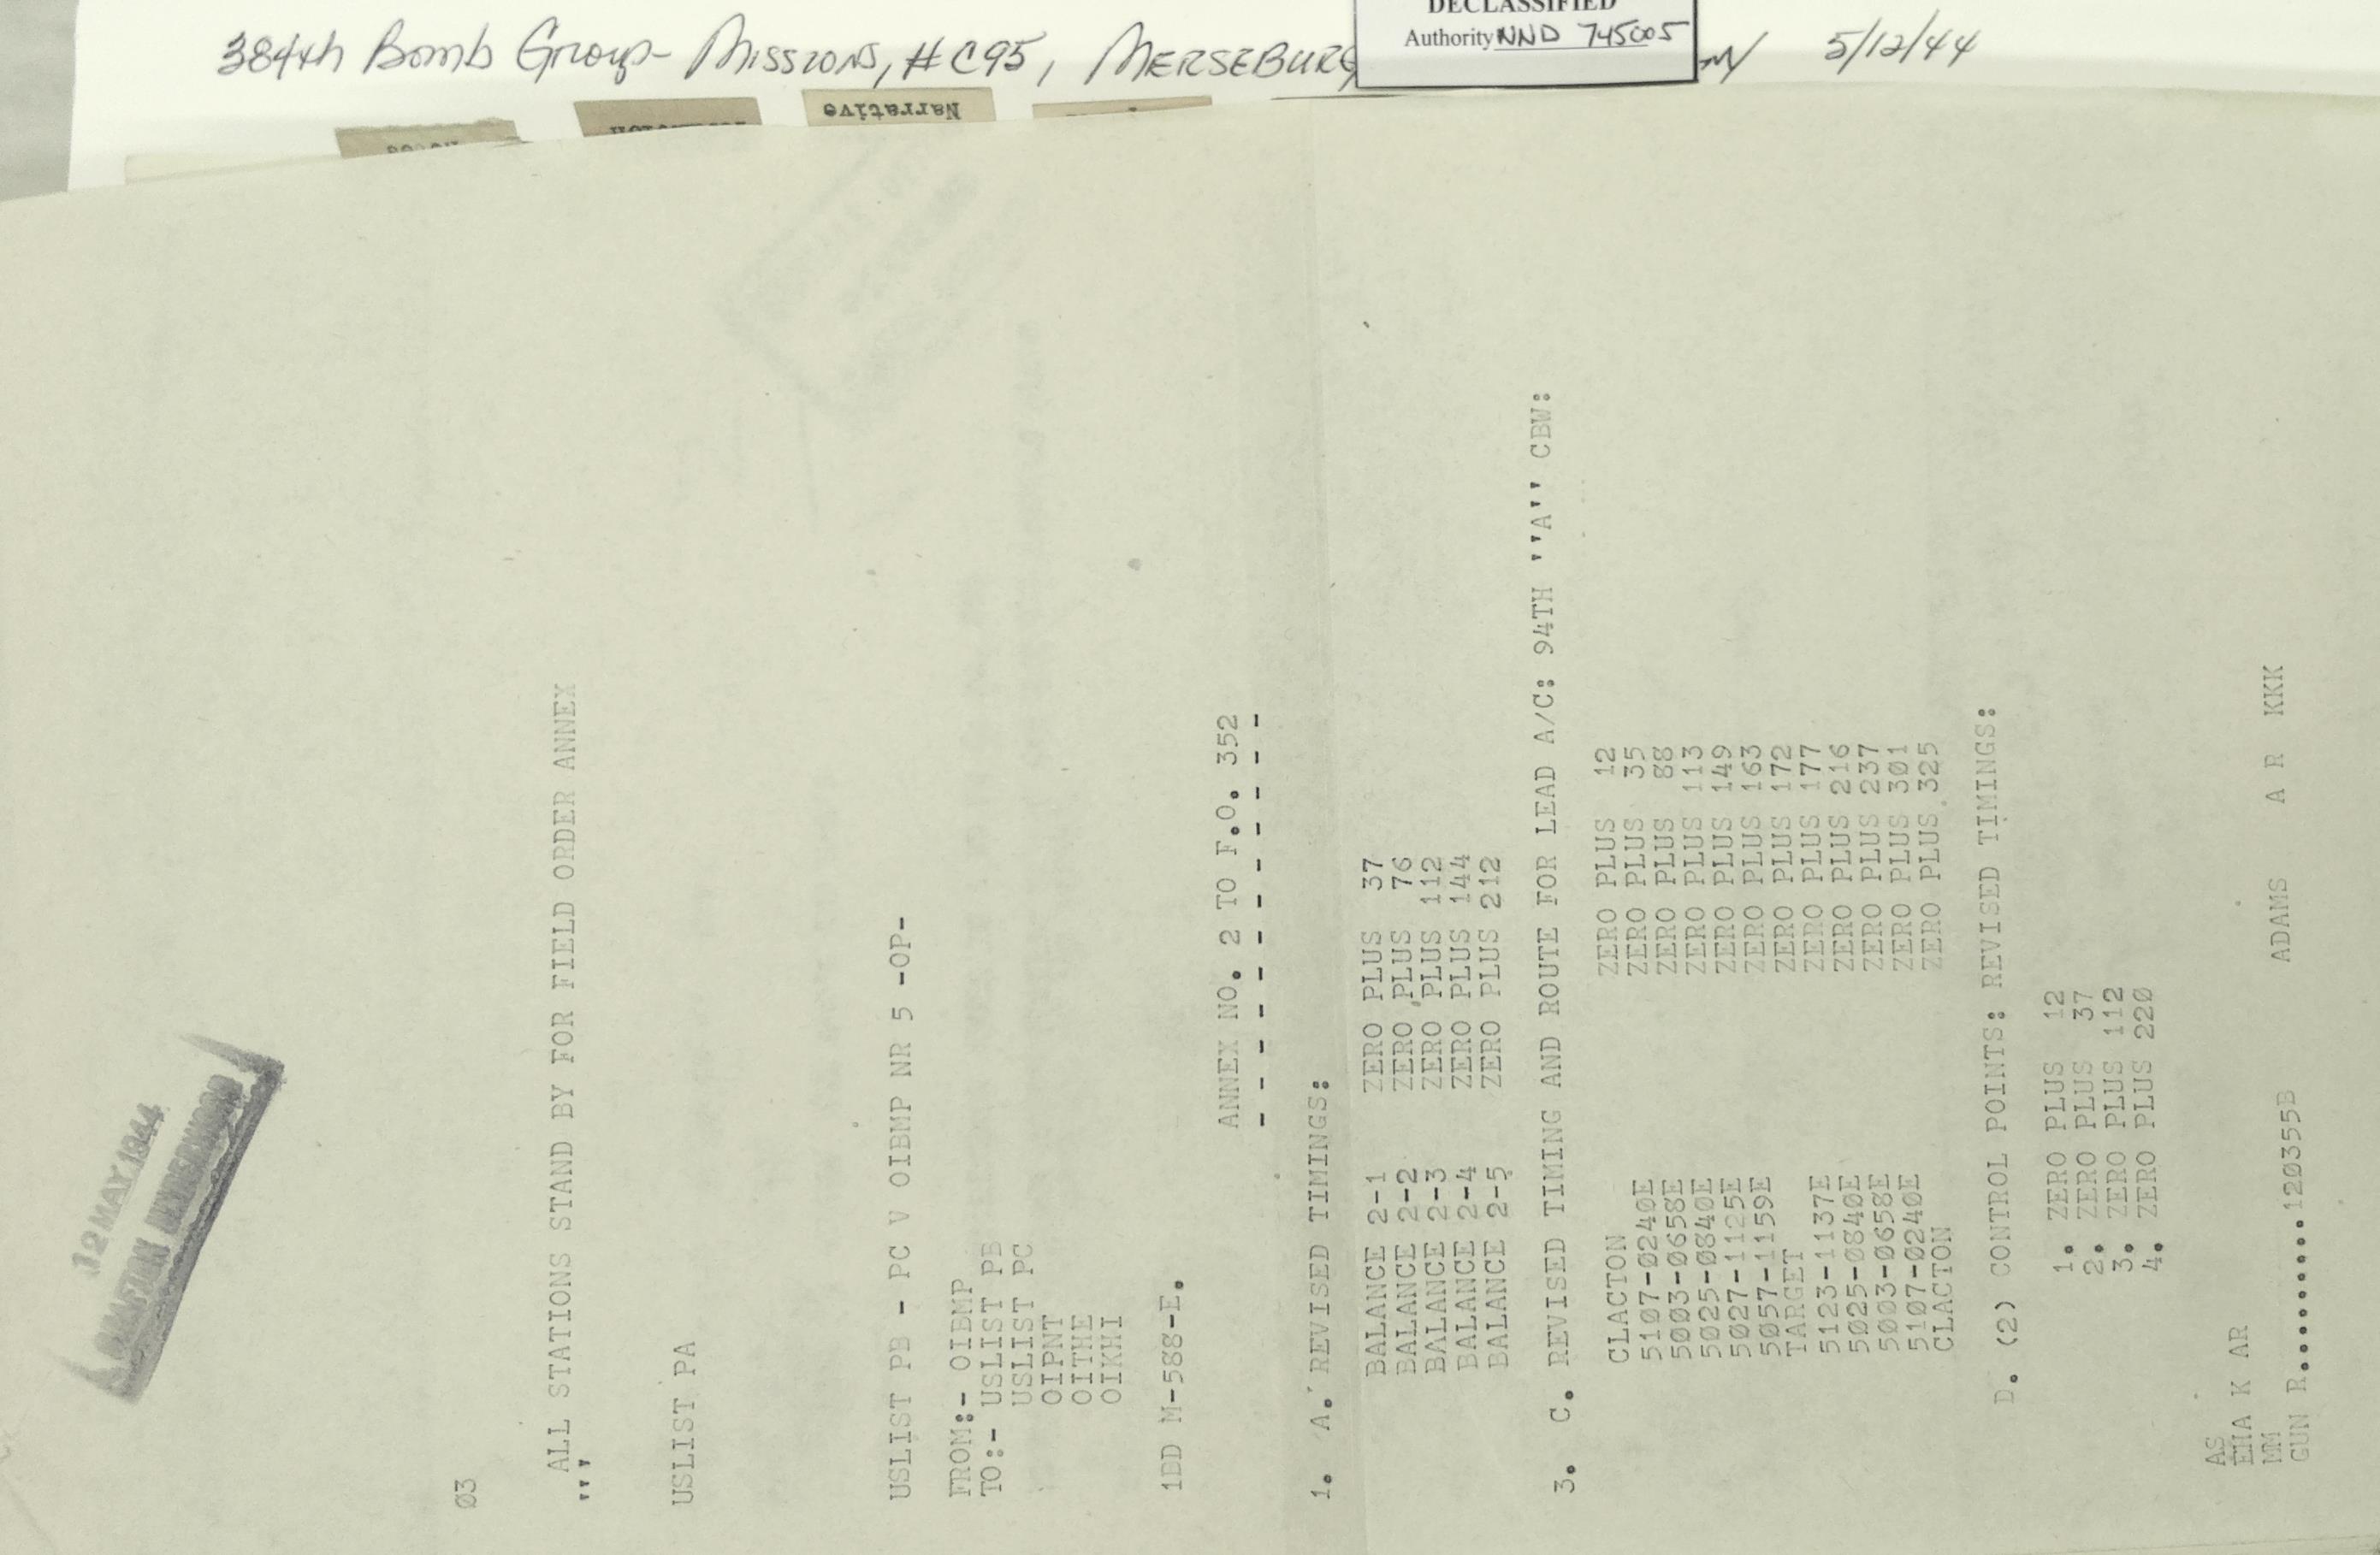 DECLASSIFIED
Authority NND 745005
384th Bomb Group - Missions, #C95, MERSEBURG 5/12/44
Narrative
12 MAY 1944
GRAFTON UNDERWOOD
03
ALL STATIONS STAND BY FOR FIELD ORDER ANNEX
''
USLIST PA
USLIST PB - PC V OIBMP NR 5 -OP-
FROM:- OIBMP
TO:- USLIST PB
USLIST PC
OIPNT
OITHE
OIKHI
1BD M-588-E.
ANNEX NO. 2 TO F.O. 352
- - - - - - - - - - - - -
1. A. REVISED TIMINGS:
BALANCE 2-1 ZERO PLUS 37
BALANCE 2-2 ZERO PLUS 76
BALANCE 2-3 ZERO PLUS 112
BALANCE 2-4 ZERO PLUS 144
BALANCE 2-5 ZERO PLUS 212
3. C. REVISED TIMING AND ROUTE FOR LEAD A/C: 94TH ''A'' CBW:
CLACTON ZERO PLUS 12
5107-0240E ZERO PLUS 35
5003-0658E ZERO PLUS 88
5025-0840E ZERO PLUS 113
5027-1125E ZERO PLUS 149
5057-1159E ZERO PLUS 163
TARGET ZERO PLUS 172
5123-1137E ZERO PLUS 177
5025-0840E ZERO PLUS 216
5003-0658E ZERO PLUS 237
5107-0240E ZERO PLUS 301
CLACTON ZERO PLUS 325
D. (2) CONTROL POINTS: REVISED TIMINGS:
1. ZERO PLUS 12
2. ZERO PLUS 37
3. ZERO PLUS 112
4. ZERO PLUS 220
AS
EHA K AR
MM
GUN R..........120355B ADAMS A R KKK